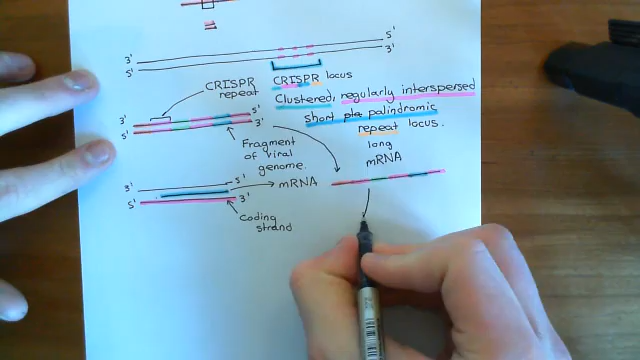 5'
3' 3'
5'
CRISPR locus
CRISPR
repeat
Clustered, regularly interspersed
short pta palindromic
repeat locus.
3' 5'
5' 3'
Fragment
of viral
genome.
long
mRNA
3' 5'
mRNA
5' 3'
Coding
strand